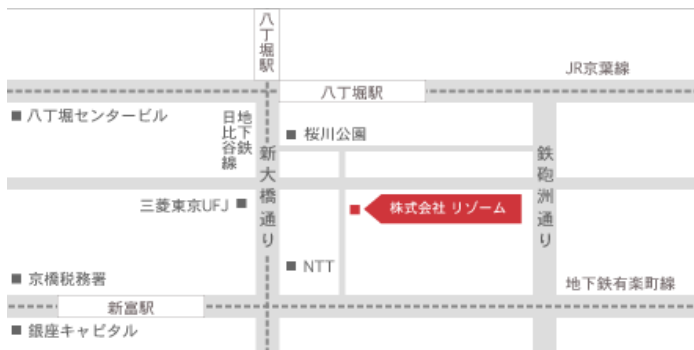 八丁堀駅
JR京葉線
八丁堀駅
八丁堀センタービル
地下鉄
日比谷線
桜川公園
新大橋通り
鉄砲洲通り
三菱東京UFJ
株式会社 リゾーム
NTT
京橋税務署
地下鉄有楽町線
新富駅
銀座キャピタル